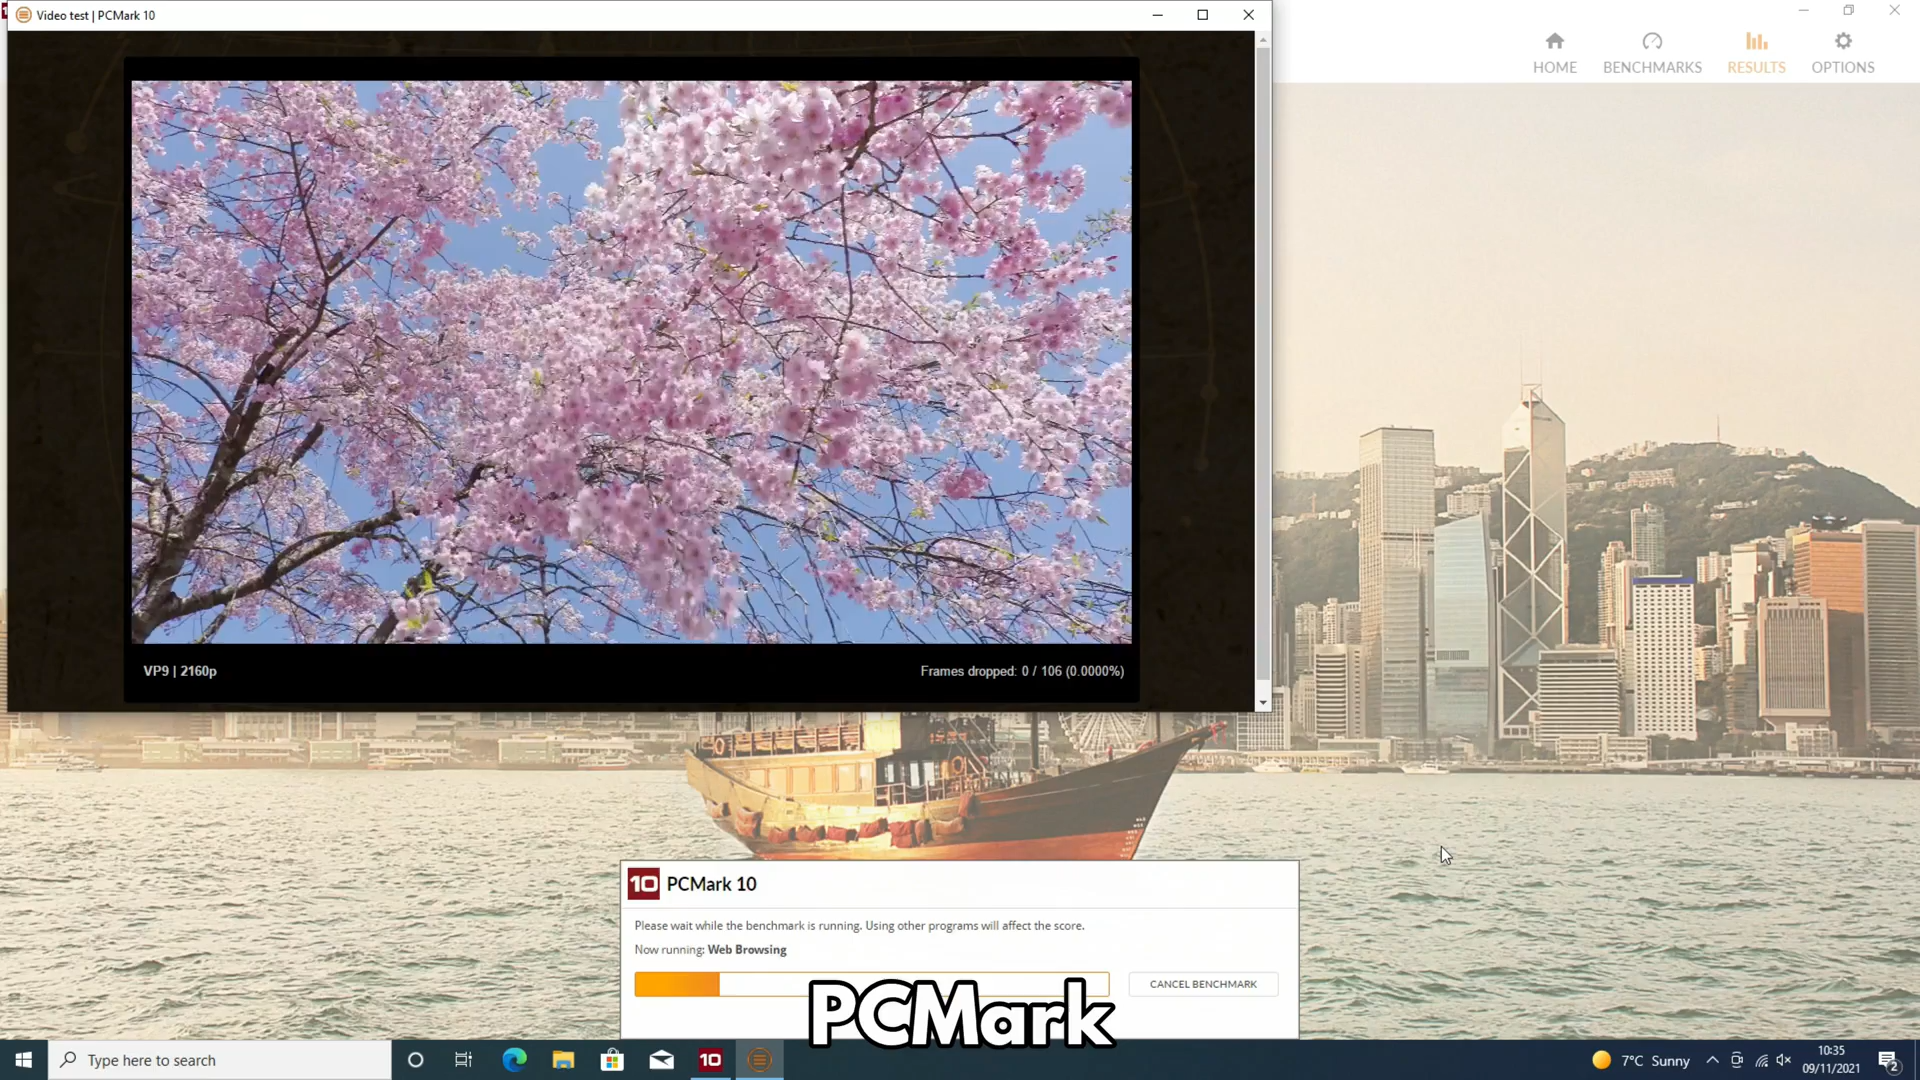 Video test | PCMark 10
HOME
BENCHMARKS
RESULTS
OPTIONS
VP9 | 2160p
Frames dropped: 0 / 106 (0.0000%)
10 PCMark 10
Please wait while the benchmark is running. Using other programs will affect the score.
Now running: Web Browsing
CANCEL BENCHMARK
PCMark
Type here to search
10
7°C Sunny
10:35
09/11/2021
2